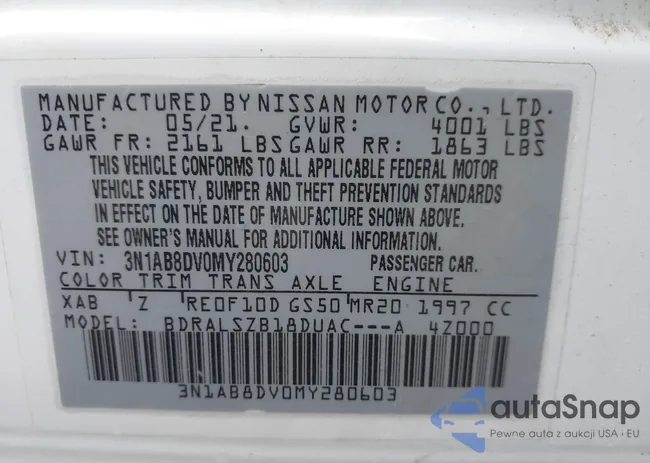 MANUFACTURED BY NISSAN MOTOR CO., LTD.
DATE: 05/21. GVWR: 4001 LBS
GAWR FR: 2161 LBS GAWR RR: 1863 LBS
THIS VEHICLE CONFORMS TO ALL APPLICABLE FEDERAL MOTOR
VEHICLE SAFETY, BUMPER AND THEFT PREVENTION STANDARDS
IN EFFECT ON THE DATE OF MANUFACTURE SHOWN ABOVE.
SEE OWNER'S MANUAL FOR ADDITIONAL INFORMATION.
VIN: 3N1AB8DV0MY280603 PASSENGER CAR.
COLOR TRIM TRANS AXLE ENGINE
XAB Z RE0F10D GS50 MR20 1997 CC
MODEL: BDRALSZB18DUAC---A 4Z000
3N1AB8DV0MY280603
autaSnap
Pewne auta z aukcji USA i EU